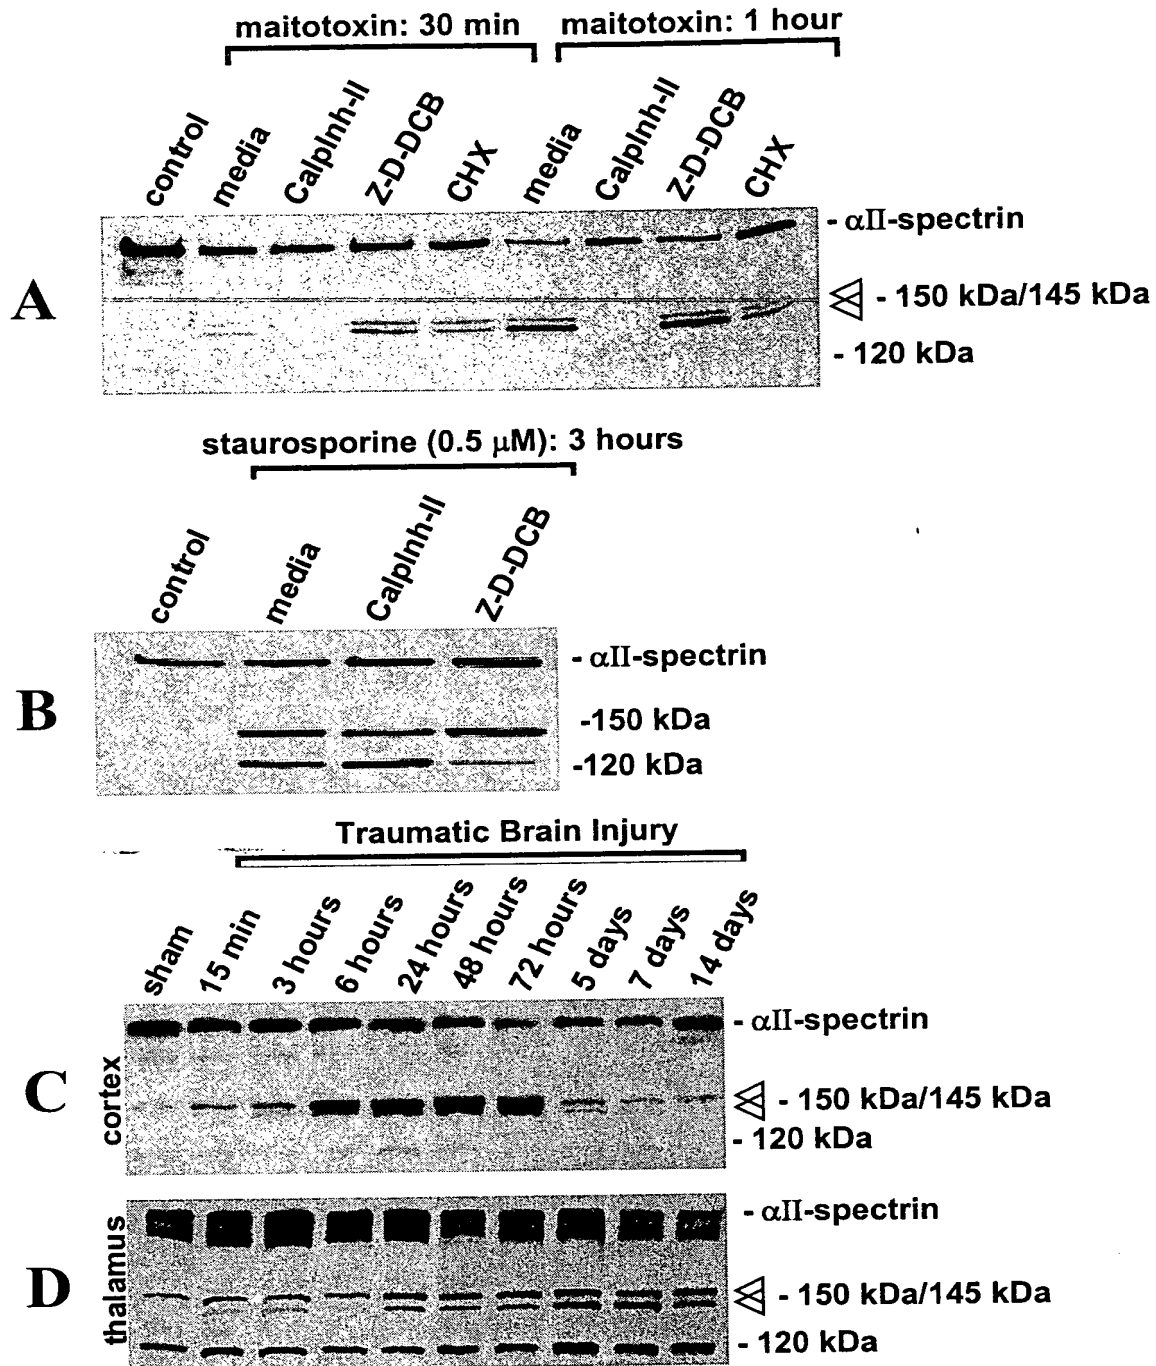 maitotoxin: 30 min maitotoxin: 1 hour
control media CalpInh-II Z-D-DCB CHX media CalpInh-II Z-D-DCB CHX
- αII-spectrin
A
- 150 kDa/145 kDa
- 120 kDa
staurosporine (0.5 μM): 3 hours
control media CalpInh-II Z-D-DCB
- αII-spectrin
B
-150 kDa
-120 kDa
Traumatic Brain Injury
sham 15 min 3 hours 6 hours 24 hours 48 hours 72 hours 5 days 7 days 14 days
- αII-spectrin
C
cortex
- 150 kDa/145 kDa
- 120 kDa
- αII-spectrin
D
thalamus
- 150 kDa/145 kDa
- 120 kDa